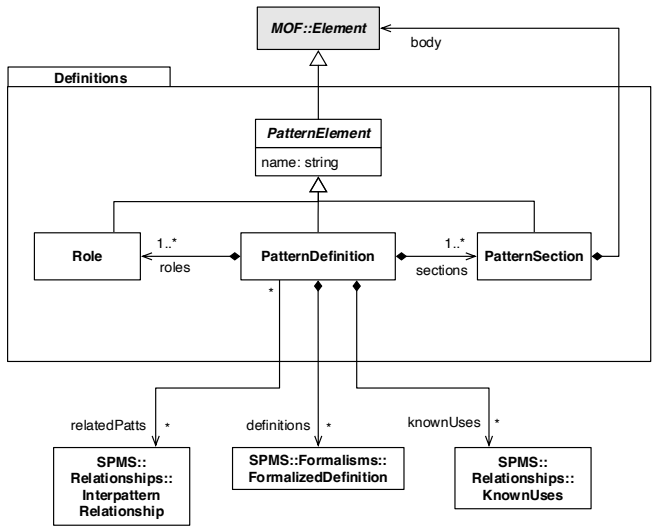 MOF::Element
body
Definitions
PatternElement
name: string
Role
1..*
roles
PatternDefinition
1..*
sections
PatternSection
*
relatedPatts
*
definitions
*
knownUses
*
SPMS::
Relationships::
Interpattern
Relationship
SPMS::Formalisms::
FormalizedDefinition
SPMS::
Relationships::
KnownUses